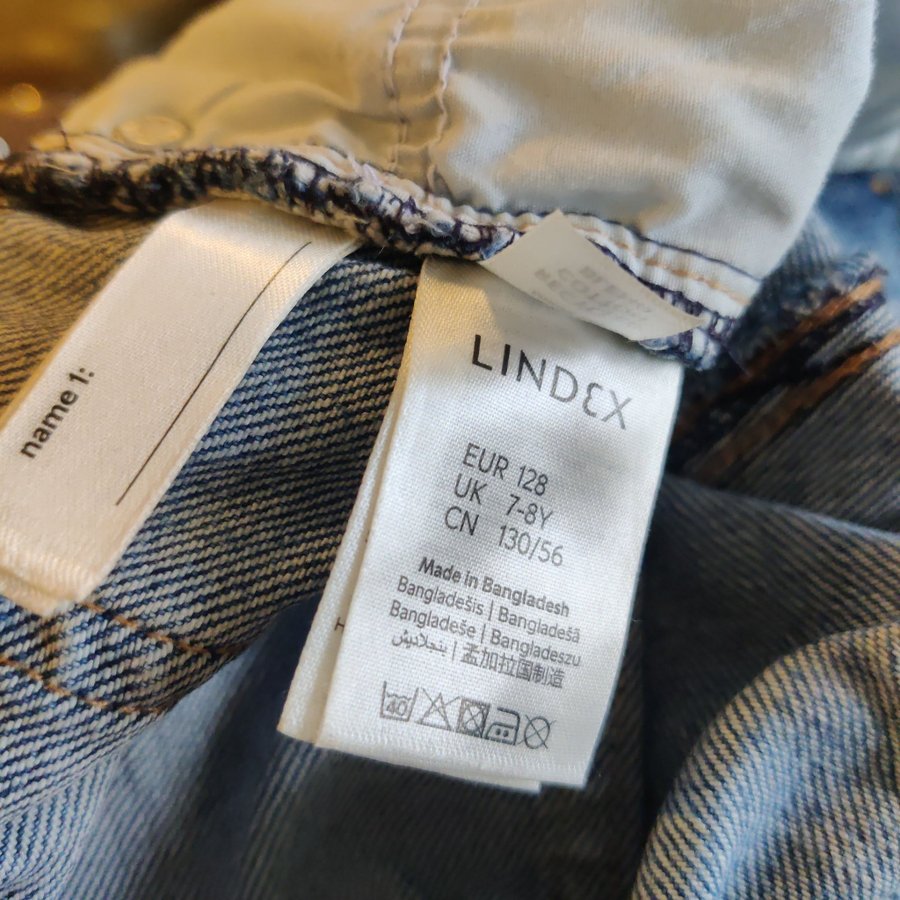 name 1:
LINDEX
EUR 128
UK 7-8Y
CN 130/56
Made in Bangladesh
Bangladešis | Bangladešā
Bangladeše | Bangladeszu
بنجلاديش | 孟加拉国制造
40
H